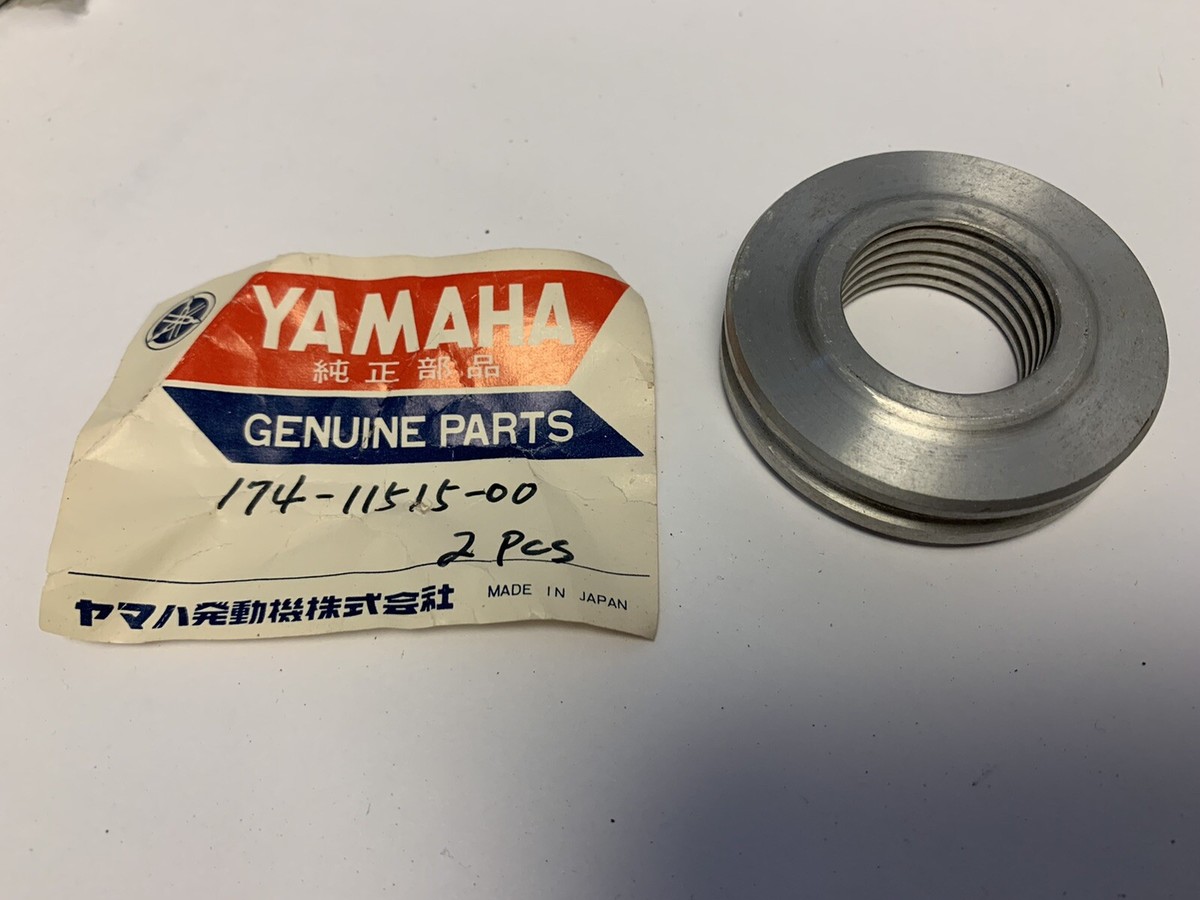 YAMAHA
純正部品
GENUINE PARTS
174-11515-00
2 Pcs
ヤマハ発動機株式会社 MADE IN JAPAN